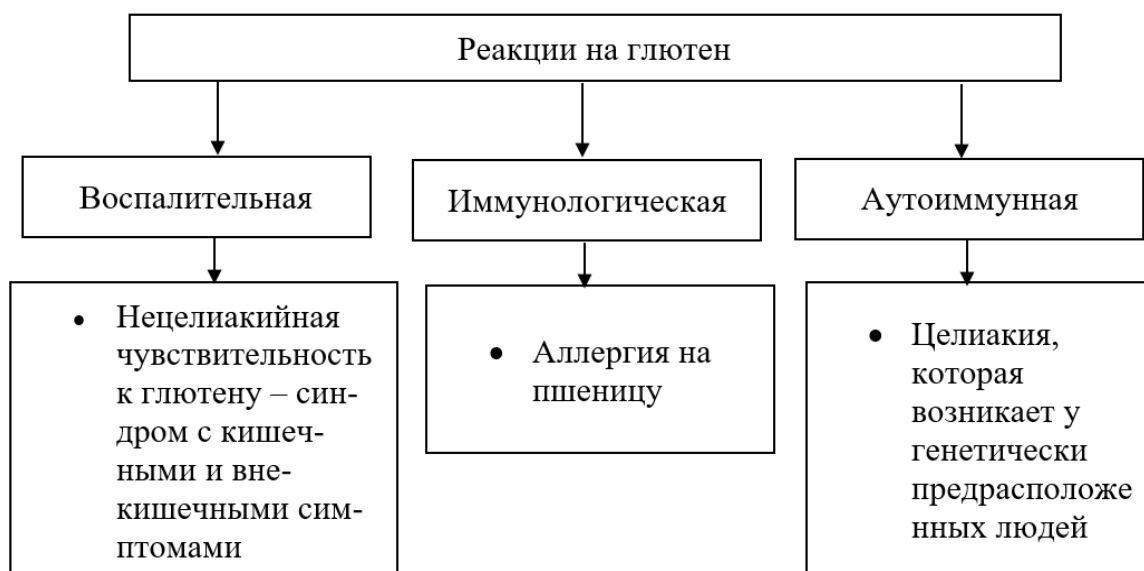 Реакции на глютен
Воспалительная
Иммунологическая
Аутоиммунная
• Нецелиакийная
чувствительность
к глютену – син-
дром с кишеч-
ными и вне-
кишечными сим-
птомами
• Аллергия на
пшеницу
• Целиакия,
которая
возникает у
генетически
предрасположе
нных людей